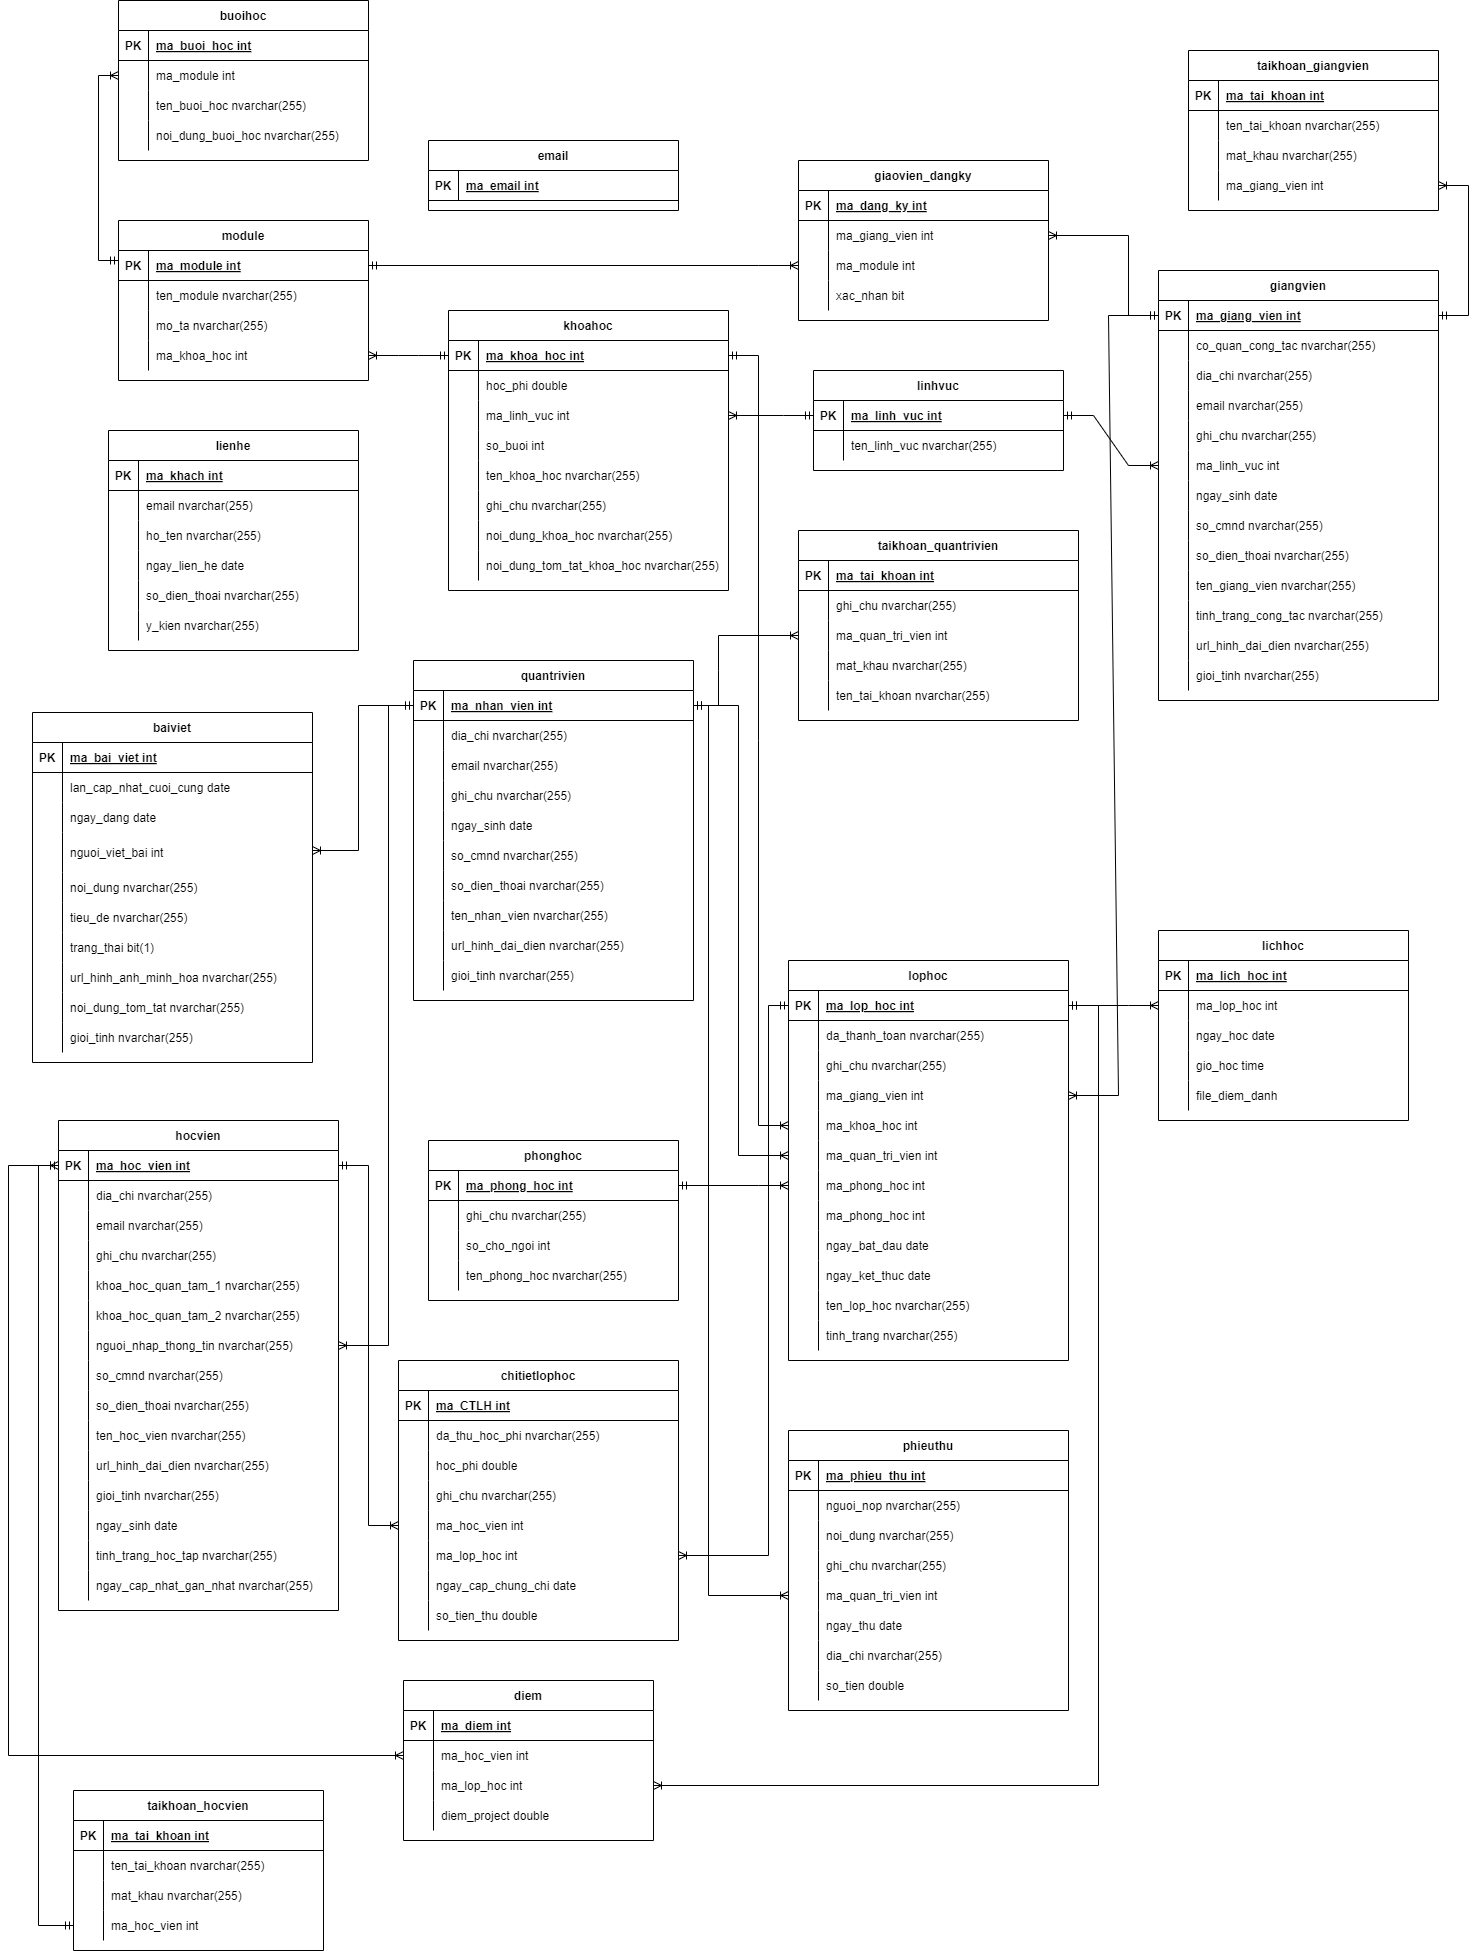 buoihoc
PK ma_buoi_hoc int
ma_module int
ten_buoi_hoc nvarchar(255)
noi_dung_buoi_hoc nvarchar(255)
email
PK ma_email int
taikhoan_giangvien
PK ma_tai_khoan int
ten_tai_khoan nvarchar(255)
mat_khau nvarchar(255)
ma_giang_vien int
giaovien_dangky
PK ma_dang_ky int
ma_giang_vien int
ma_module int
xac_nhan bit
module
PK ma_module int
ten_module nvarchar(255)
mo_ta nvarchar(255)
ma_khoa_hoc int
khoahoc
PK ma_khoa_hoc int
hoc_phi double
ma_linh_vuc int
so_buoi int
ten_khoa_hoc nvarchar(255)
ghi_chu nvarchar(255)
noi_dung_khoa_hoc nvarchar(255)
noi_dung_tom_tat_khoa_hoc nvarchar(255)
linhvuc
PK ma_linh_vuc int
ten_linh_vuc nvarchar(255)
giangvien
PK ma_giang_vien int
co_quan_cong_tac nvarchar(255)
dia_chi nvarchar(255)
email nvarchar(255)
ghi_chu nvarchar(255)
ma_linh_vuc int
ngay_sinh date
so_cmnd nvarchar(255)
so_dien_thoai nvarchar(255)
ten_giang_vien nvarchar(255)
tinh_trang_cong_tac nvarchar(255)
url_hinh_dai_dien nvarchar(255)
gioi_tinh nvarchar(255)
lienhe
PK ma_khach int
email nvarchar(255)
ho_ten nvarchar(255)
ngay_lien_he date
so_dien_thoai nvarchar(255)
y_kien nvarchar(255)
taikhoan_quantrivien
PK ma_tai_khoan int
ghi_chu nvarchar(255)
ma_quan_tri_vien int
mat_khau nvarchar(255)
ten_tai_khoan nvarchar(255)
quantrivien
PK ma_nhan_vien int
dia_chi nvarchar(255)
email nvarchar(255)
ghi_chu nvarchar(255)
ngay_sinh date
so_cmnd nvarchar(255)
so_dien_thoai nvarchar(255)
ten_nhan_vien nvarchar(255)
url_hinh_dai_dien nvarchar(255)
gioi_tinh nvarchar(255)
baiviet
PK ma_bai_viet int
lan_cap_nhat_cuoi_cung date
ngay_dang date
nguoi_viet_bai int
noi_dung nvarchar(255)
tieu_de nvarchar(255)
trang_thai bit(1)
url_hinh_anh_minh_hoa nvarchar(255)
noi_dung_tom_tat nvarchar(255)
gioi_tinh nvarchar(255)
lophoc
PK ma_lop_hoc int
da_thanh_toan nvarchar(255)
ghi_chu nvarchar(255)
ma_giang_vien int
ma_khoa_hoc int
ma_quan_tri_vien int
ma_phong_hoc int
ma_phong_hoc int
ngay_bat_dau date
ngay_ket_thuc date
ten_lop_hoc nvarchar(255)
tinh_trang nvarchar(255)
lichhoc
PK ma_lich_hoc int
ma_lop_hoc int
ngay_hoc date
gio_hoc time
file_diem_danh
hocvien
PK ma_hoc_vien int
dia_chi nvarchar(255)
email nvarchar(255)
ghi_chu nvarchar(255)
khoa_hoc_quan_tam_1 nvarchar(255)
khoa_hoc_quan_tam_2 nvarchar(255)
nguoi_nhap_thong_tin nvarchar(255)
so_cmnd nvarchar(255)
so_dien_thoai nvarchar(255)
ten_hoc_vien nvarchar(255)
url_hinh_dai_dien nvarchar(255)
gioi_tinh nvarchar(255)
ngay_sinh date
tinh_trang_hoc_tap nvarchar(255)
ngay_cap_nhat_gan_nhat nvarchar(255)
phonghoc
PK ma_phong_hoc int
ghi_chu nvarchar(255)
so_cho_ngoi int
ten_phong_hoc nvarchar(255)
chitietlophoc
PK ma_CTLH int
da_thu_hoc_phi nvarchar(255)
hoc_phi double
ghi_chu nvarchar(255)
ma_hoc_vien int
ma_lop_hoc int
ngay_cap_chung_chi date
so_tien_thu double
phieuthu
PK ma_phieu_thu int
nguoi_nop nvarchar(255)
noi_dung nvarchar(255)
ghi_chu nvarchar(255)
ma_quan_tri_vien int
ngay_thu date
dia_chi nvarchar(255)
so_tien double
diem
PK ma_diem int
ma_hoc_vien int
ma_lop_hoc int
diem_project double
taikhoan_hocvien
PK ma_tai_khoan int
ten_tai_khoan nvarchar(255)
mat_khau nvarchar(255)
ma_hoc_vien int